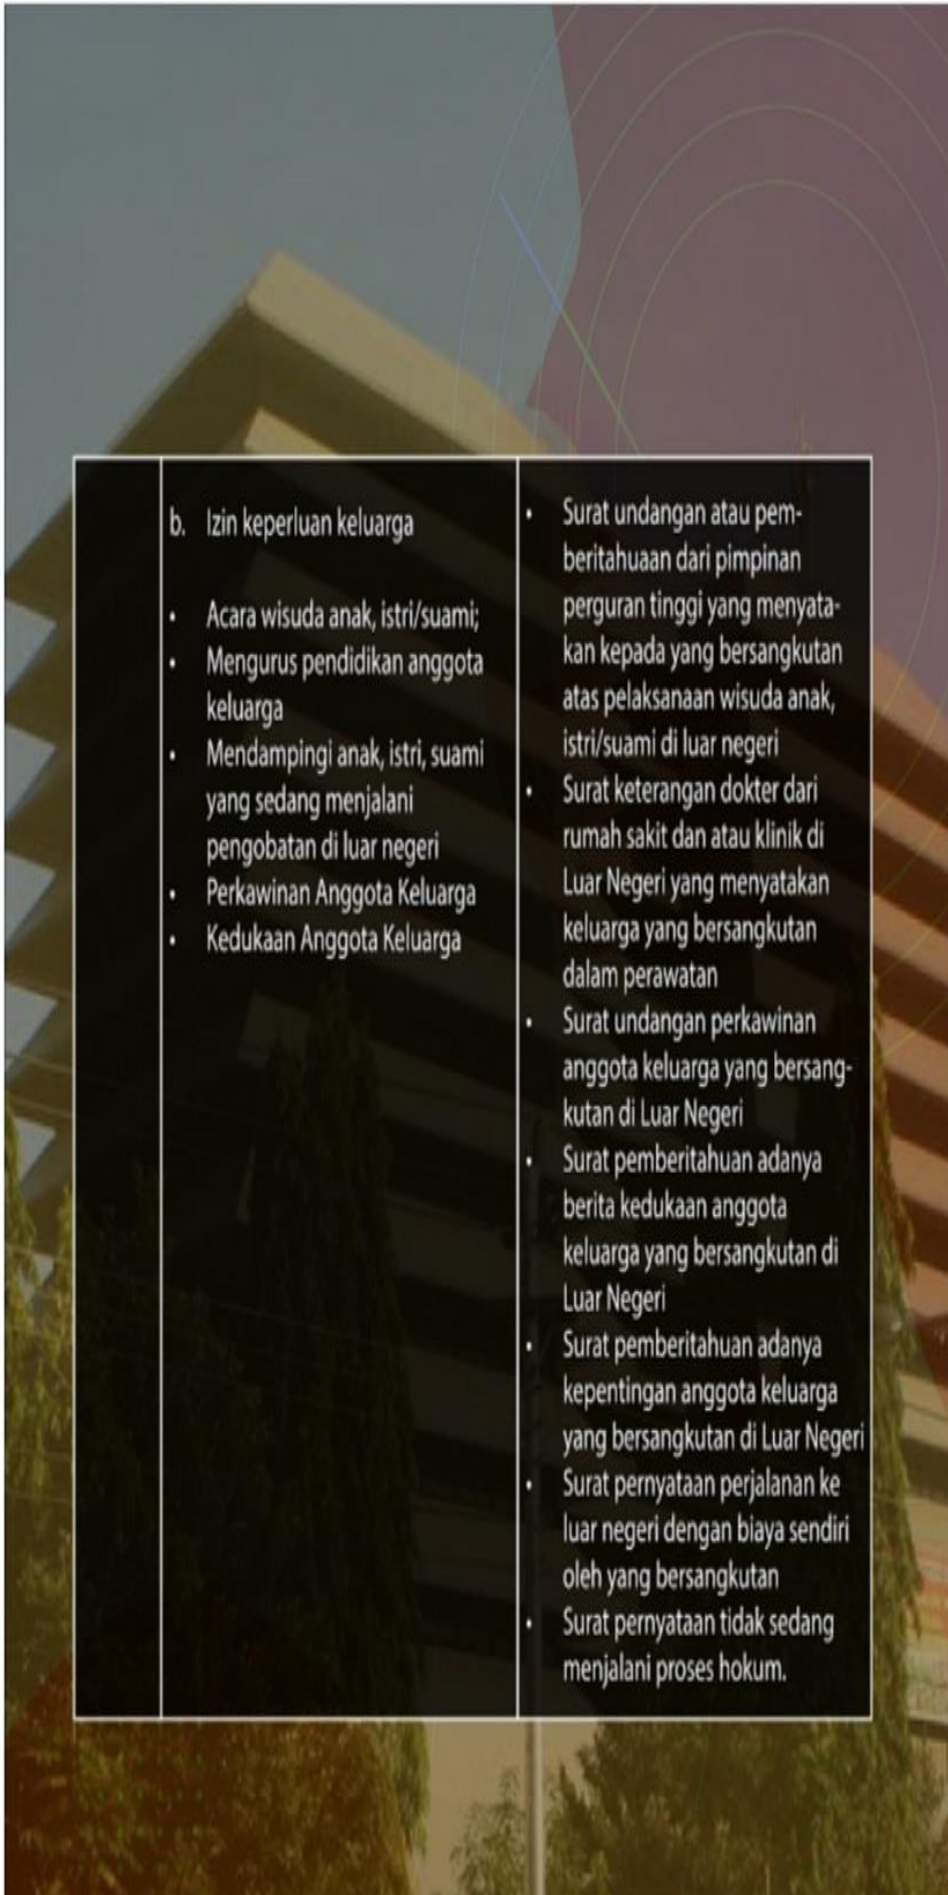 b. Izin keperluan keluarga
• Acara wisuda anak, istri/suami;
• Mengurus pendidikan anggota
keluarga
• Mendampingi anak, istri, suami
yang sedang menjalani
pengobatan di luar negeri
• Perkawinan Anggota Keluarga
• Kedukaan Anggota Keluarga
• Surat undangan atau pem-
beritahuaan dari pimpinan
perguran tinggi yang menyata-
kan kepada yang bersangkutan
atas pelaksanaan wisuda anak,
istri/suami di luar negeri
• Surat keterangan dokter dari
rumah sakit dan atau klinik di
Luar Negeri yang menyatakan
keluarga yang bersangkutan
dalam perawatan
• Surat undangan perkawinan
anggota keluarga yang bersang-
kutan di Luar Negeri
• Surat pemberitahuan adanya
berita kedukaan anggota
keluarga yang bersangkutan di
Luar Negeri
• Surat pemberitahuan adanya
kepentingan anggota keluarga
yang bersangkutan di Luar Negeri
• Surat pernyataan perjalanan ke
luar negeri dengan biaya sendiri
oleh yang bersangkutan
• Surat pernyataan tidak sedang
menjalani proses hokum.